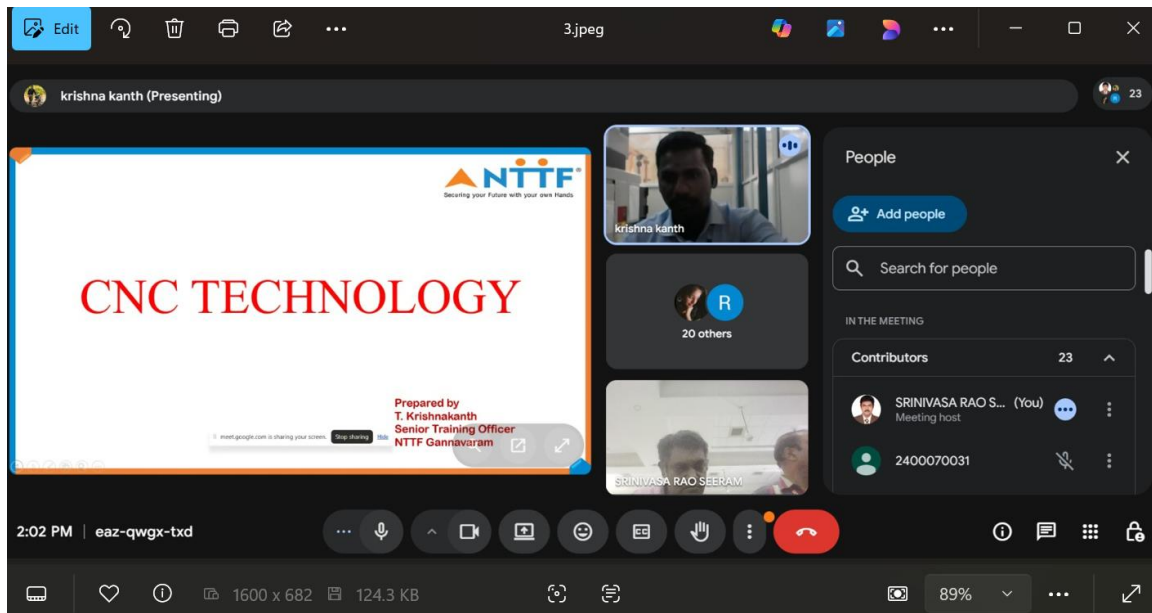 Edit
3.jpeg
krishna kanth (Presenting)
23
NTTF
Securing your Future with your own Hands
CNC TECHNOLOGY
Prepared by
T. Krishnakanth
Senior Training Officer
NTTF Gannavaram
meet.google.com is sharing your screen.
Stop sharing
Hide
krishna kanth
R
20 others
SRINIVASA RAO SEERAM
People
Add people
Search for people
IN THE MEETING
Contributors 23
SRINIVASA RAO S... (You)
Meeting host
2400070031
2:02 PM | eaz-qwgx-txd
CC
1600 x 682 124.3 KB
89%